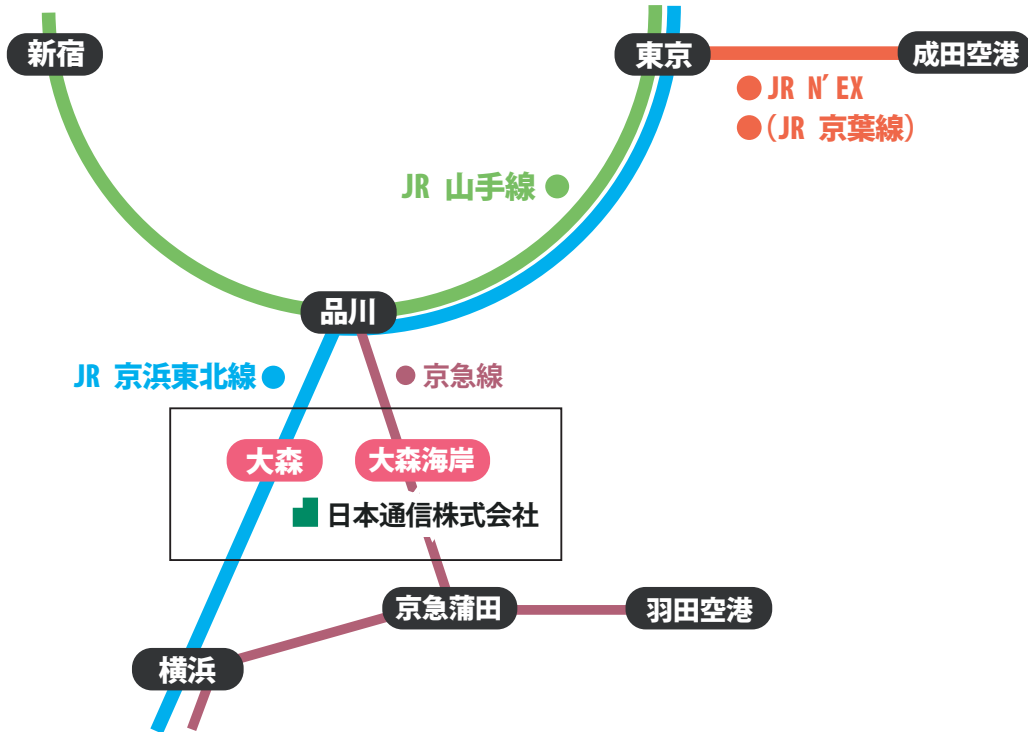 新宿
東京
成田空港
JR N' EX
(JR 京葉線)
JR 山手線
品川
JR 京浜東北線
京急線
大森
大森海岸
日本通信株式会社
京急蒲田
羽田空港
横浜